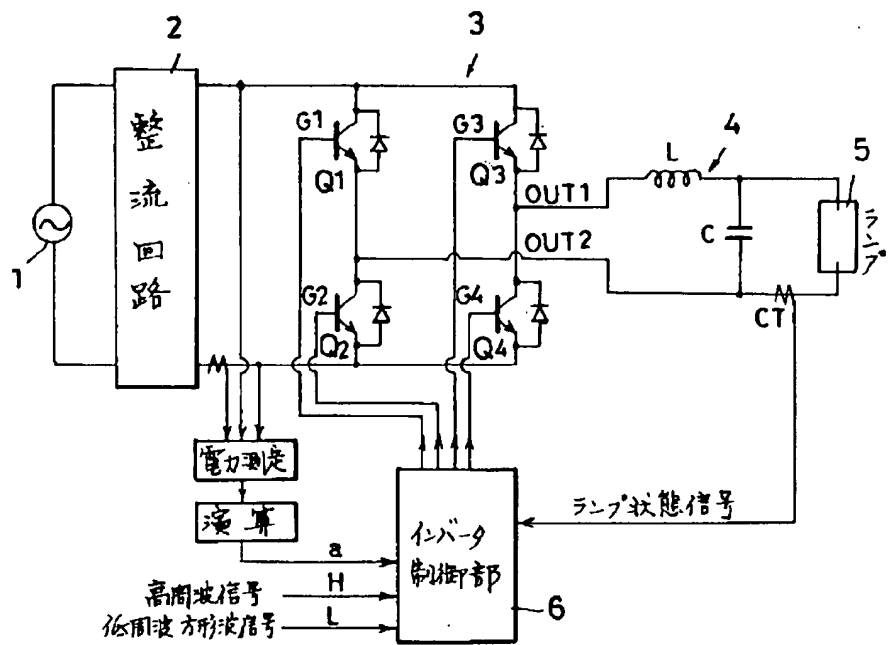 2
3
整流回路
1
G1
Q1
G3
Q3
4
L
5
OUT1
OUT2
C
ランプ
G2
Q2
G4
Q4
CT
電力測定
演算
ランプ状態信号
インバータ
制御部
a
高周波信号
H
低周波方形波信号
L
6